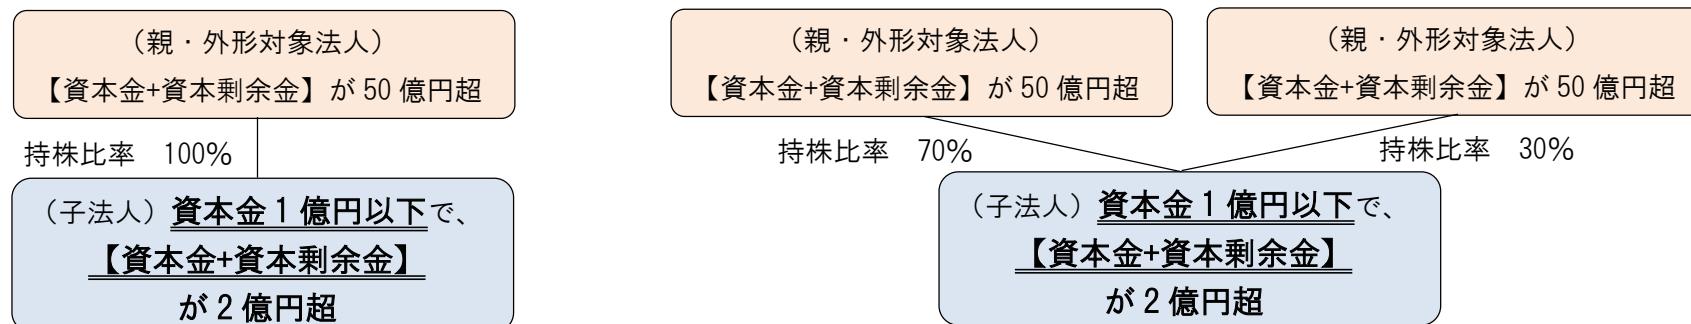 （親・外形対象法人）
【資本金+資本剰余金】が 50 億円超
持株比率　100%
（子法人）資本金 1 億円以下で、
【資本金+資本剰余金】
が 2 億円超
（親・外形対象法人）
【資本金+資本剰余金】が 50 億円超
（親・外形対象法人）
【資本金+資本剰余金】が 50 億円超
持株比率　70%
持株比率　30%
（子法人）資本金 1 億円以下で、
【資本金+資本剰余金】
が 2 億円超